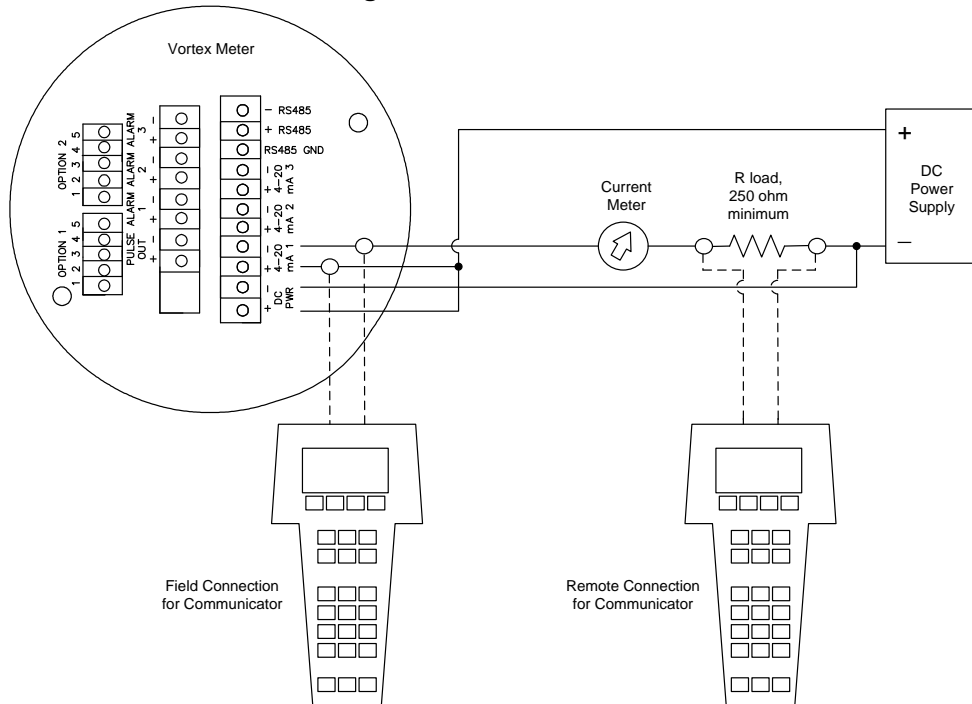 Vortex Meter
− RS485
+ RS485
RS485 GND
− 4-20
+ mA 3
− 4-20
+ mA 2
− 4-20
+ mA 1
− DC
+ PWR
ALARM 3 − +
ALARM 2 − +
ALARM 1 − +
PULSE OUT − +
OPTION 2
1 2 3 4 5
OPTION 1
1 2 3 4 5
Current
Meter
R load,
250 ohm
minimum
+
DC
Power
Supply
−
Field Connection
for Communicator
Remote Connection
for Communicator